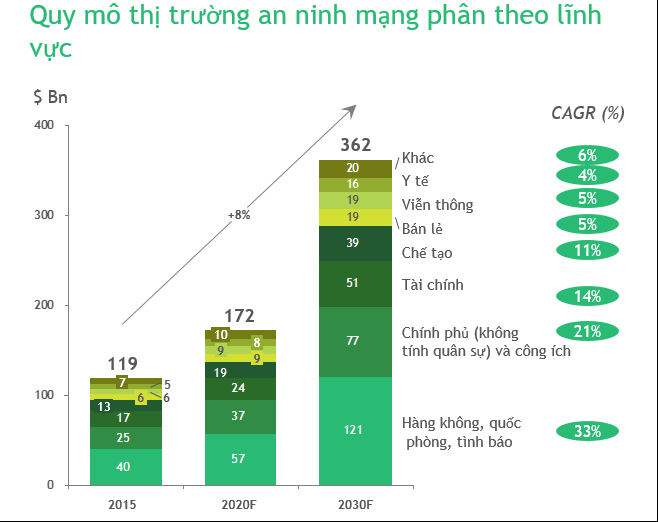 Quy mô thị trường an ninh mạng phân theo lĩnh
vực
$ Bn
CAGR (%)
400
300
200
100
0
+8%
119
7
5
6
6
13
17
25
40
2015
172
10
8
9
9
19
24
37
57
2020F
362
20
16
19
19
39
51
77
121
2030F
Khác
6%
Y tế
4%
Viễn thông
5%
Bán lẻ
5%
Chế tạo
11%
Tài chính
14%
Chính phủ (không
tính quân sự) và công ích
21%
Hàng không, quốc
phòng, tình báo
33%